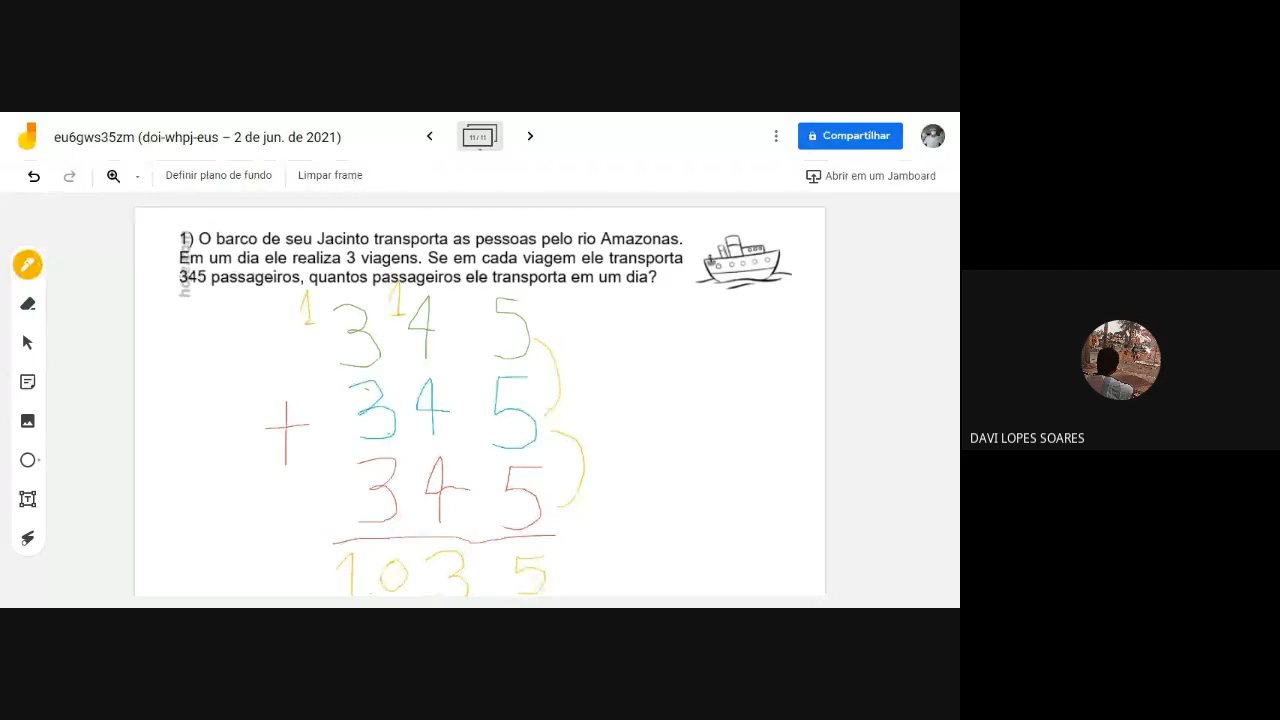 eu6gws35zm (doi-whpj-eus – 2 de jun. de 2021)
11/11
Compartilhar
Definir plano de fundo
Limpar frame
Abrir em um Jamboard
1) O barco de seu Jacinto transporta as pessoas pelo rio Amazonas.
Em um dia ele realiza 3 viagens. Se em cada viagem ele transporta
345 passageiros, quantos passageiros ele transporta em um dia?
1 1
3 4 5
3 4 5
+
3 4 5
1.0 3 5
DAVI LOPES SOARES